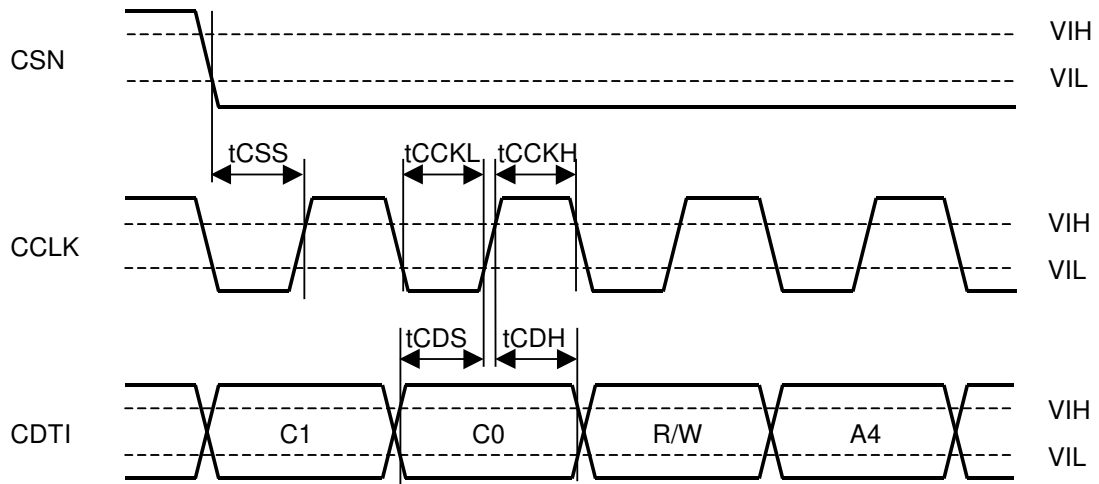 VIH
CSN
VIL
tCSS
tCCKL
tCCKH
VIH
CCLK
VIL
tCDS
tCDH
VIH
CDTI
C1
C0
R/W
A4
VIL